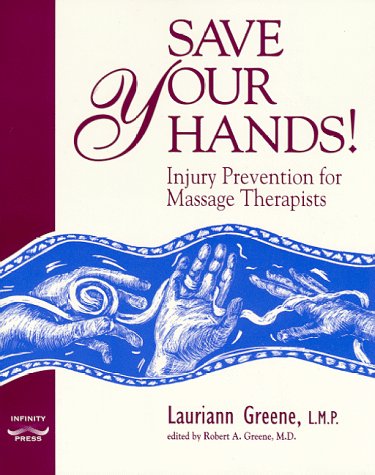 SAVE
YOUR
HANDS!
Injury Prevention for
Massage Therapists
Lauriann Greene, L.M.P.
edited by Robert A. Greene, M.D.
INFINITY
PRESS